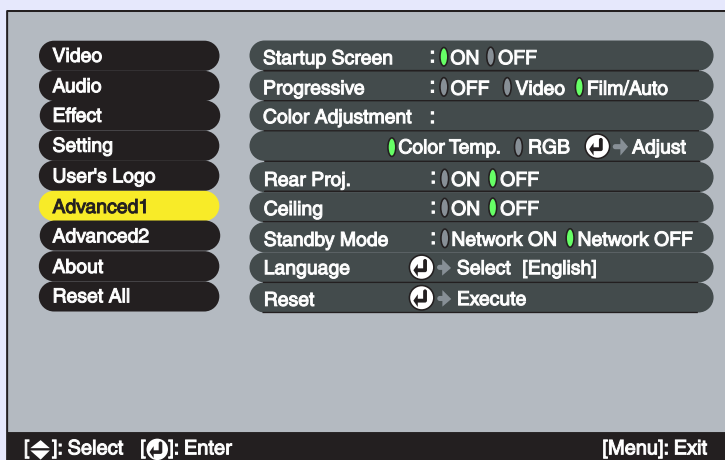 Video
Audio
Effect
Setting
User's Logo
Advanced1
Advanced2
About
Reset All
Startup Screen : ON OFF
Progressive : OFF Video Film/Auto
Color Adjustment :
Color Temp. RGB Adjust
Rear Proj. : ON OFF
Ceiling : ON OFF
Standby Mode : Network ON Network OFF
Language Select [English]
Reset Execute
[ ]: Select [ ]: Enter [Menu]: Exit